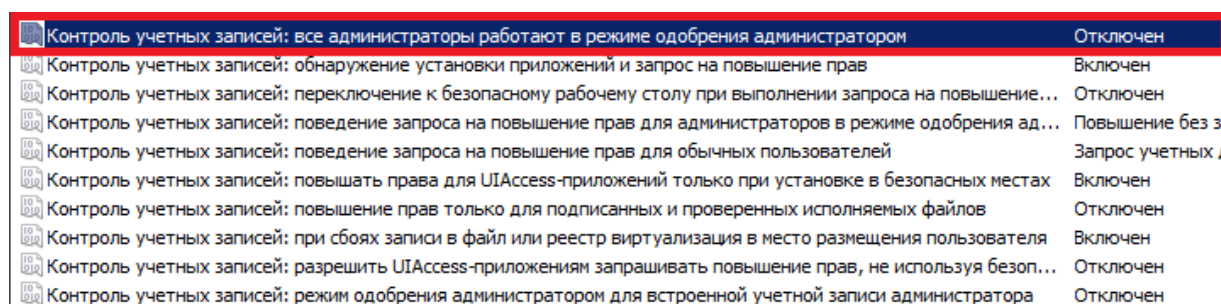 Контроль учетных записей: все администраторы работают в режиме одобрения администратором Отключен
Контроль учетных записей: обнаружение установки приложений и запрос на повышение прав Включен
Контроль учетных записей: переключение к безопасному рабочему столу при выполнении запроса на повышение... Отключен
Контроль учетных записей: поведение запроса на повышение прав для администраторов в режиме одобрения ад... Повышение без з
Контроль учетных записей: поведение запроса на повышение прав для обычных пользователей Запрос учетных
Контроль учетных записей: повышать права для UIAccess-приложений только при установке в безопасных местах Включен
Контроль учетных записей: повышение прав только для подписанных и проверенных исполняемых файлов Отключен
Контроль учетных записей: при сбоях записи в файл или реестр виртуализация в место размещения пользователя Включен
Контроль учетных записей: разрешить UIAccess-приложениям запрашивать повышение прав, не используя безоп... Отключен
Контроль учетных записей: режим одобрения администратором для встроенной учетной записи администратора Отключен